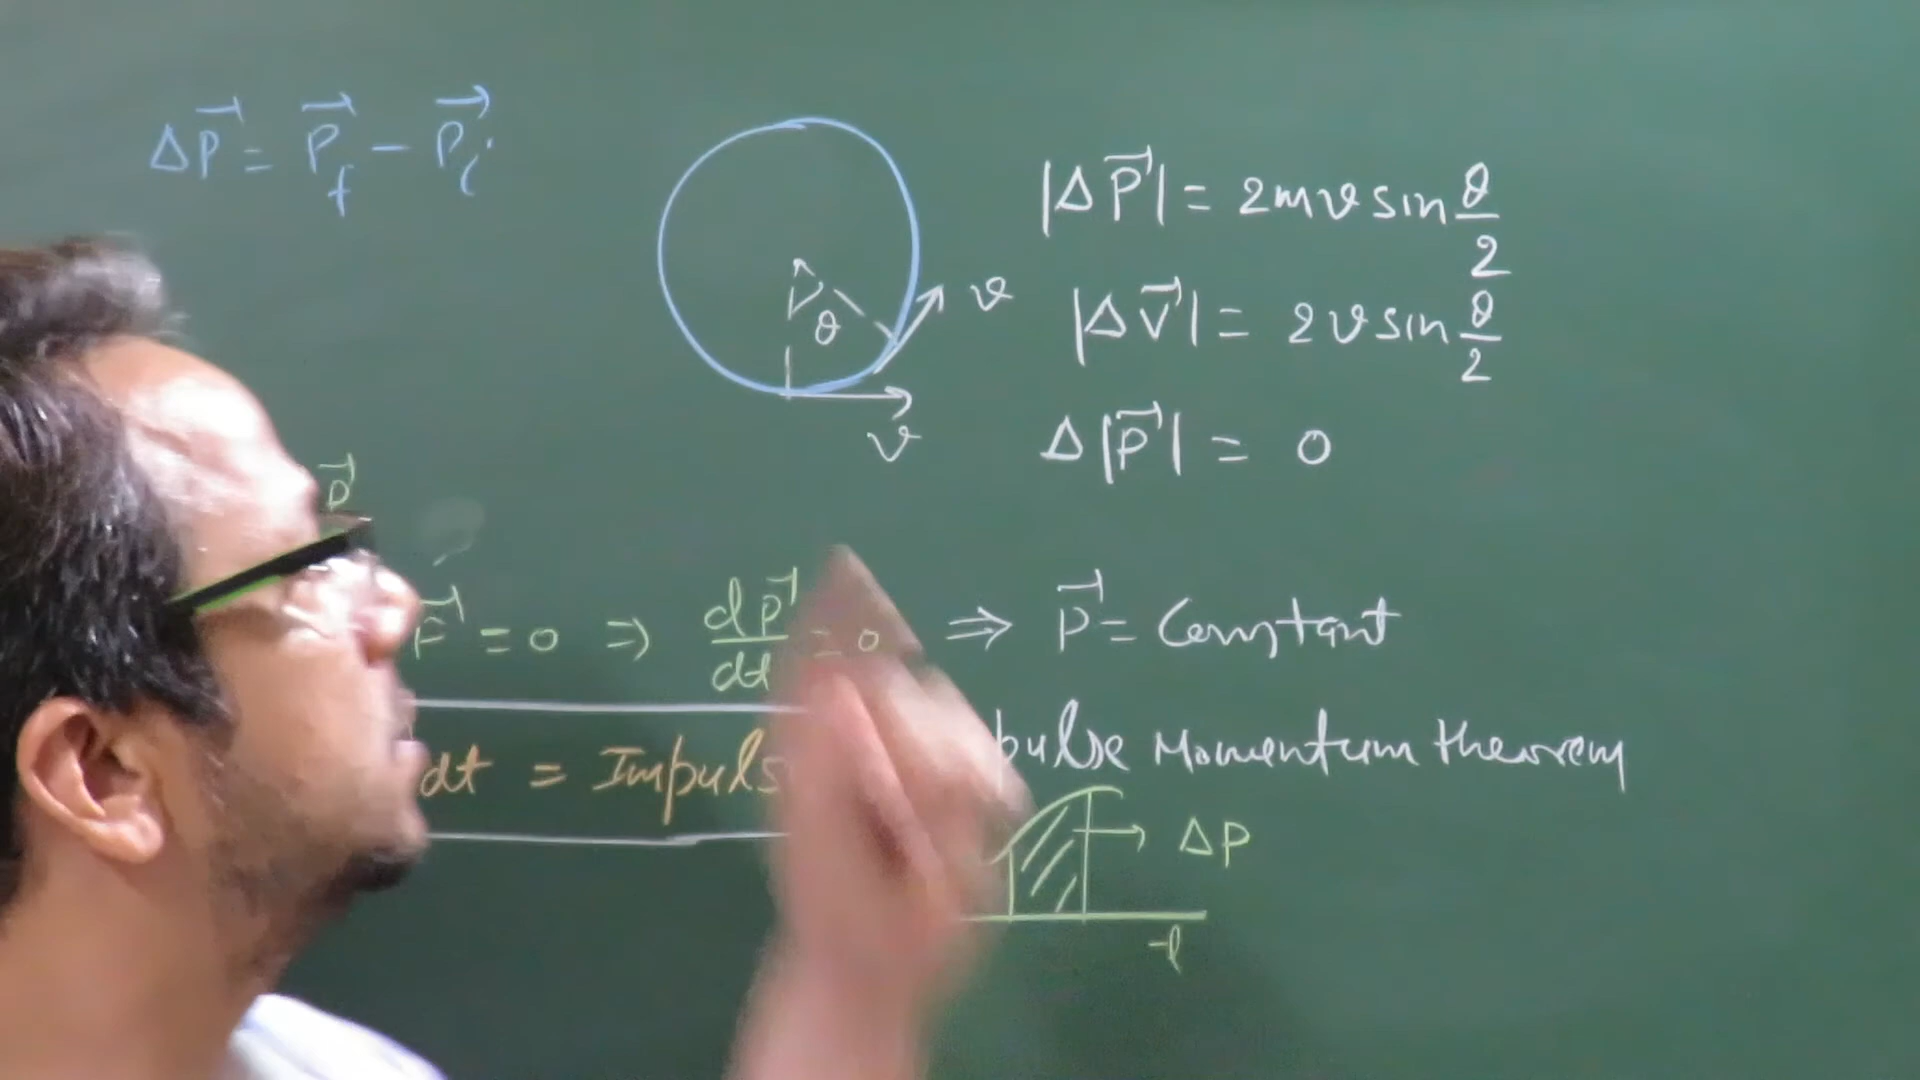 ΔP⃗ = P⃗f − P⃗i
θ
v
v
|ΔP⃗| = 2mv sin θ/2
|ΔV⃗| = 2v sin θ/2
Δ|P⃗| = 0
P⃗
F⃗ = 0 ⇒ dP⃗/dt = 0 ⇒ P⃗ = Constant
dt = Impuls
pulse Momentum theorem
→ ΔP
t